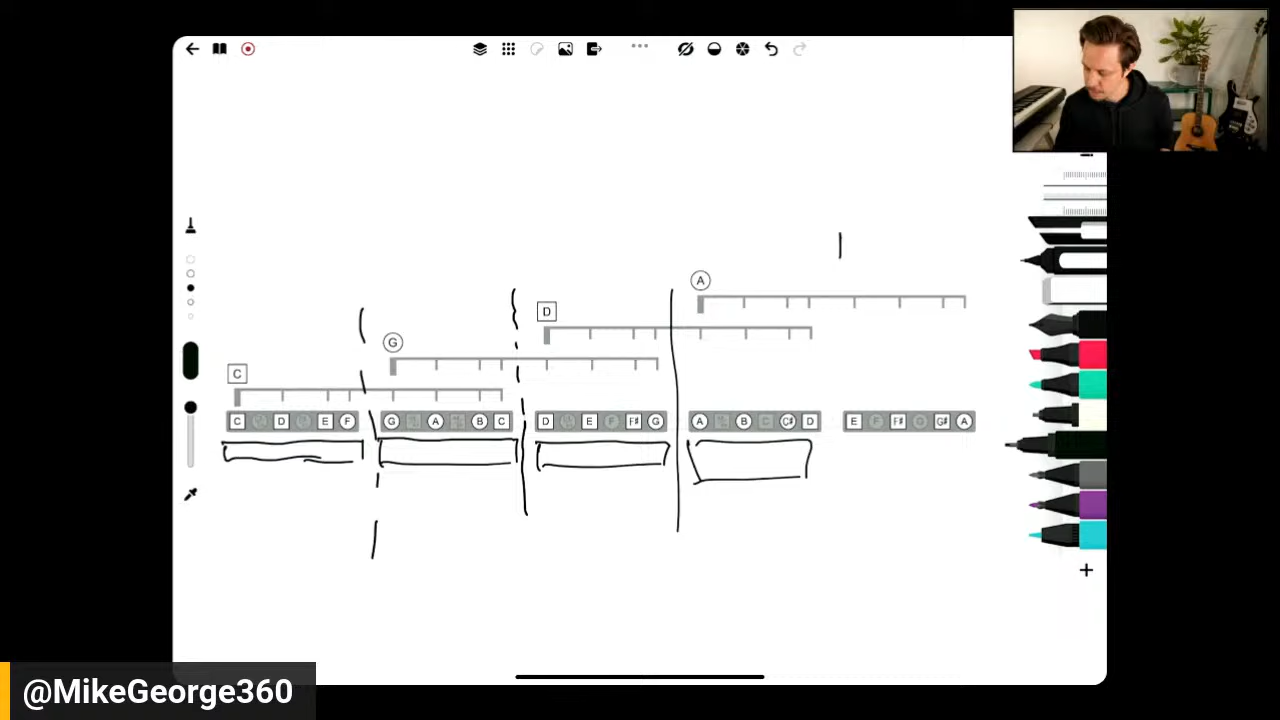 A
D
G
C
C D E F G A B C D E F♯ G A B C C♯ D E F F♯ G G♯ A
@MikeGeorge360